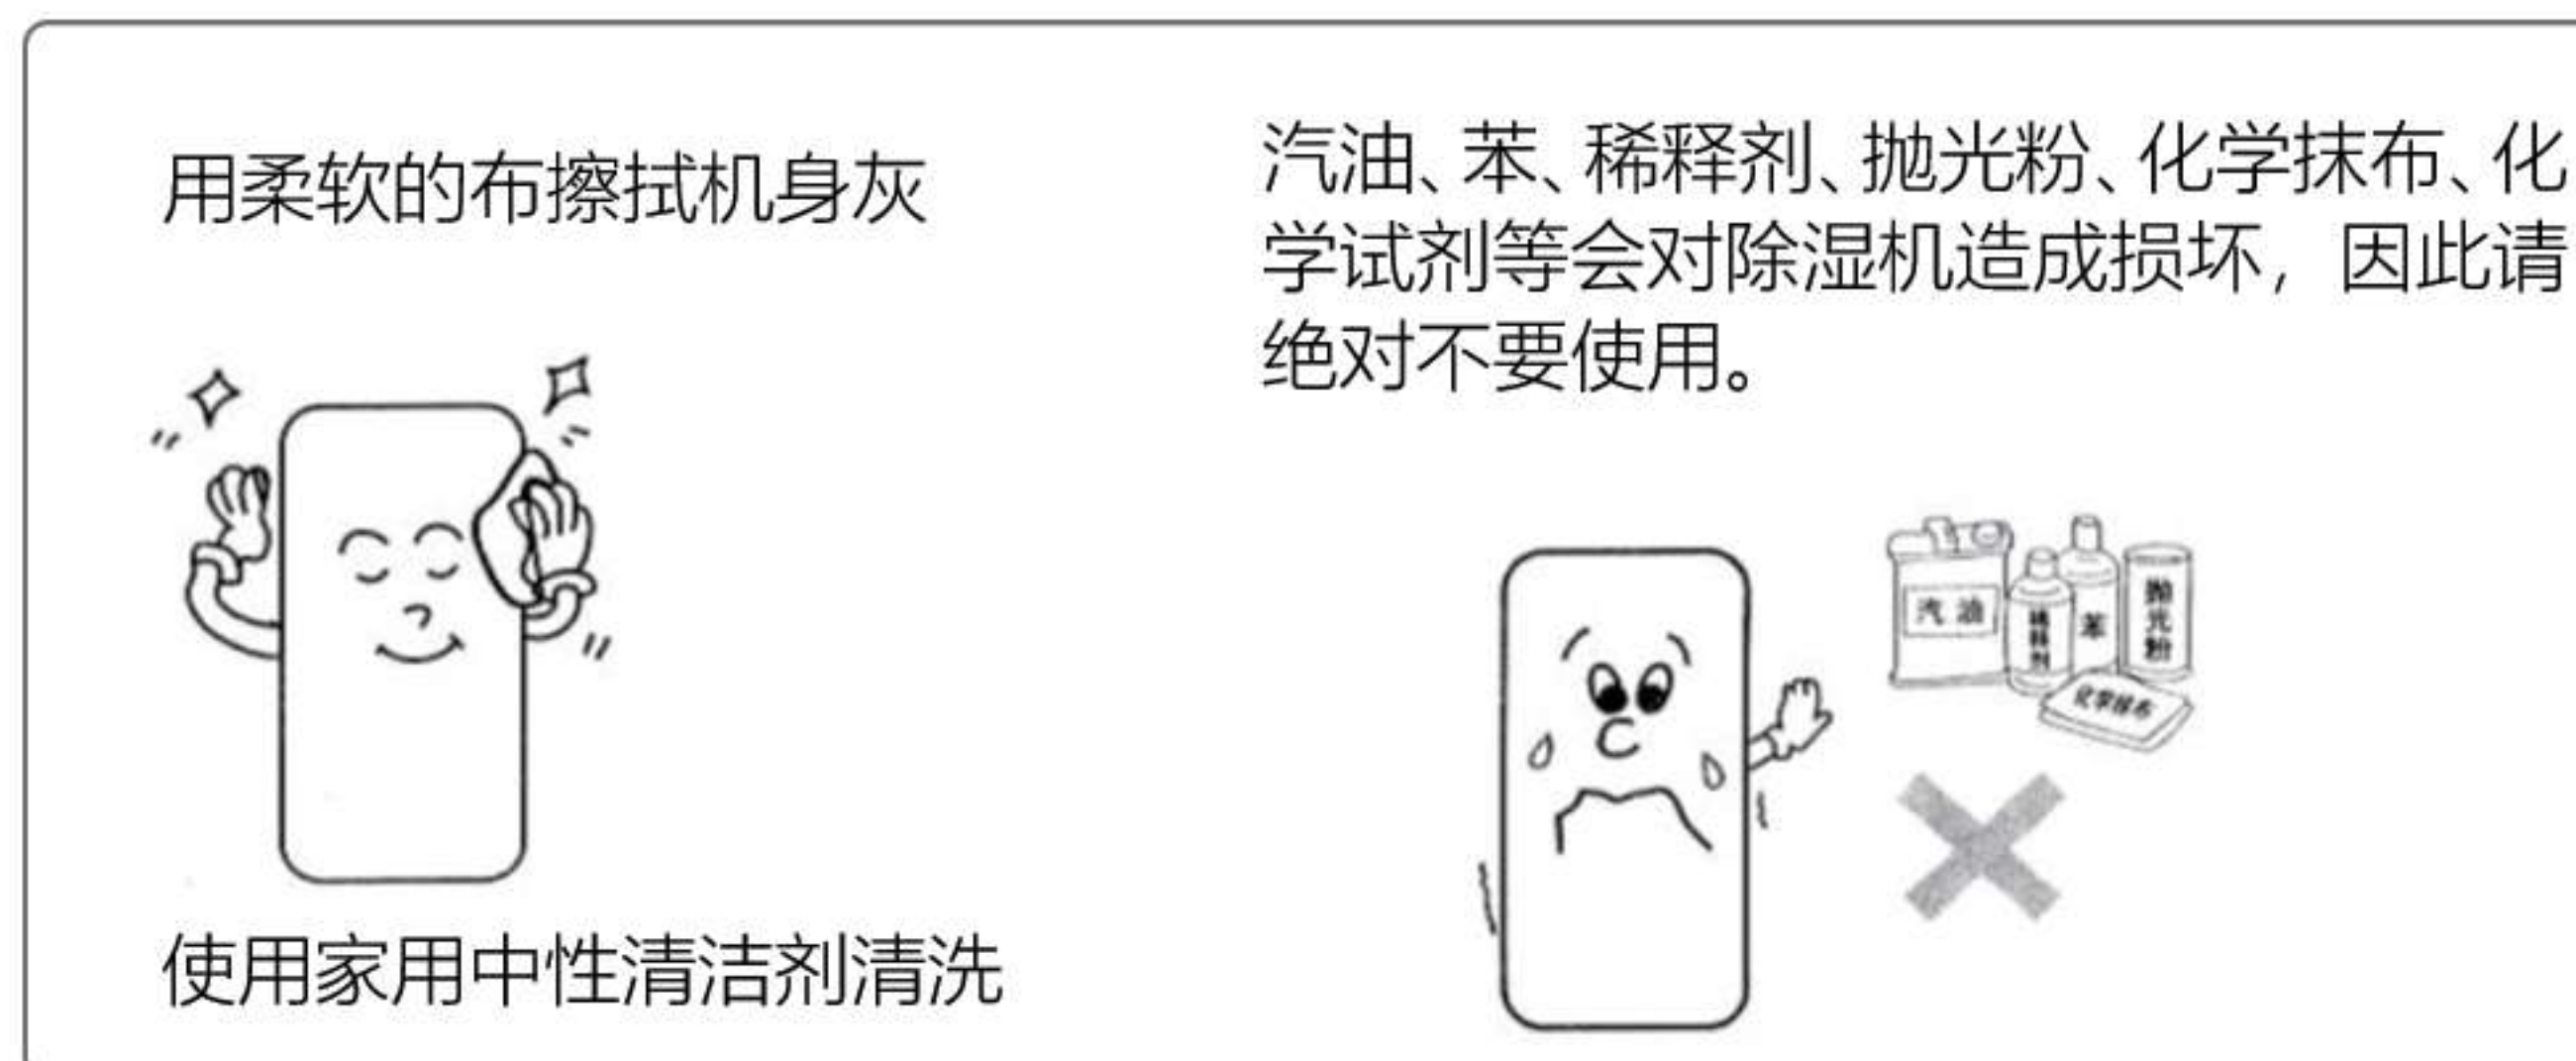 用柔软的布擦拭机身灰
汽油、苯、稀释剂、抛光粉、化学抹布、化
学试剂等会对除湿机造成损坏，因此请
绝对不要使用。
汽油
稀释剂
苯
抛光粉
化学抹布
使用家用中性清洁剂清洗